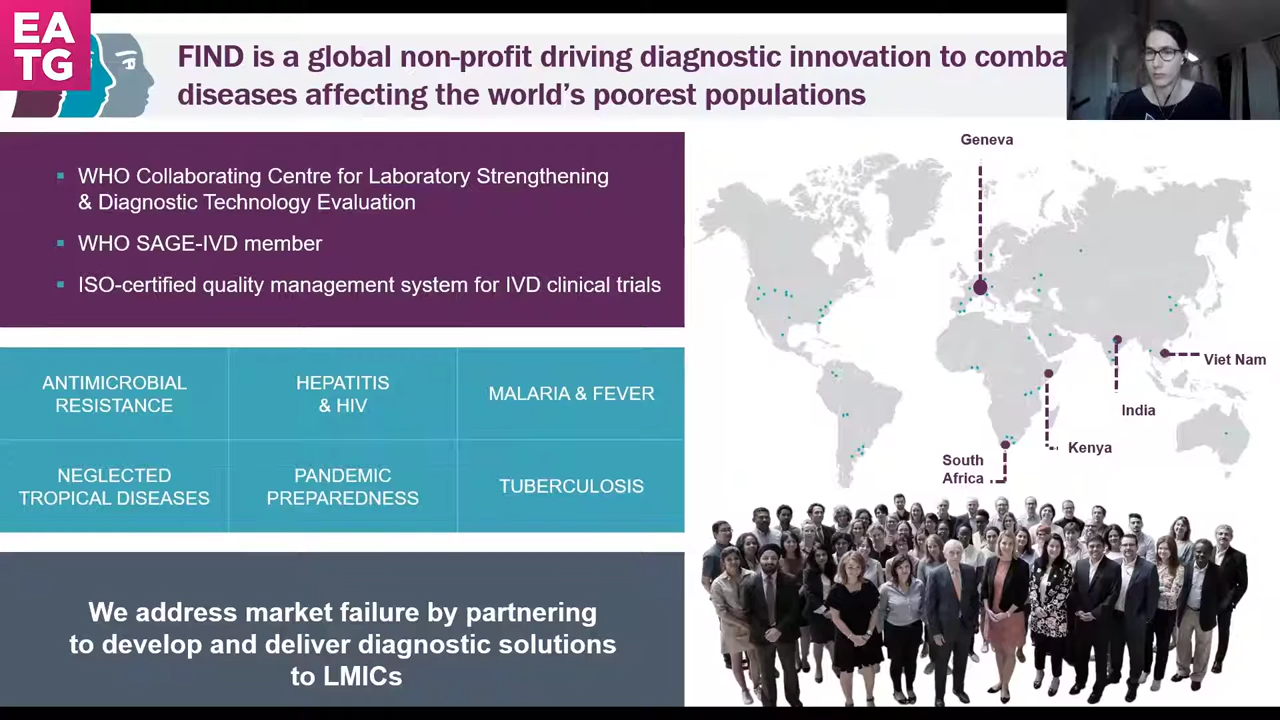 EA
TG
FIND is a global non-profit driving diagnostic innovation to comba
diseases affecting the world's poorest populations
WHO Collaborating Centre for Laboratory Strengthening
& Diagnostic Technology Evaluation
WHO SAGE-IVD member
ISO-certified quality management system for IVD clinical trials
ANTIMICROBIAL
RESISTANCE
HEPATITIS
& HIV
MALARIA & FEVER
NEGLECTED
TROPICAL DISEASES
PANDEMIC
PREPAREDNESS
TUBERCULOSIS
We address market failure by partnering
to develop and deliver diagnostic solutions
to LMICs
Geneva
Viet Nam
India
Kenya
South
Africa